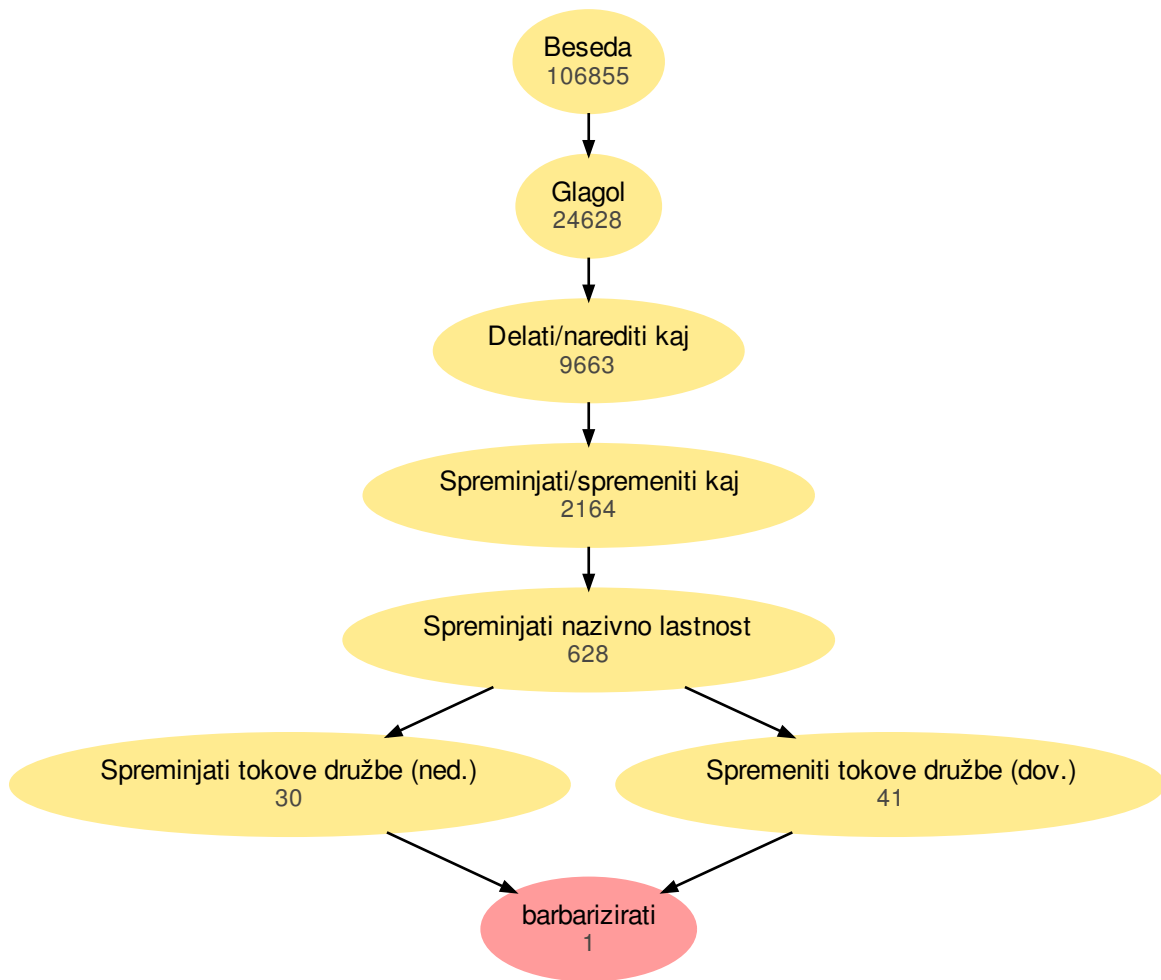 Beseda
106855
Glagol
24628
Delati/narediti kaj
9663
Spreminjati/spremeniti kaj
2164
Spreminjati nazivno lastnost
628
Spreminjati tokove družbe (ned.)
30
Spremeniti tokove družbe (dov.)
41
barbarizirati
1